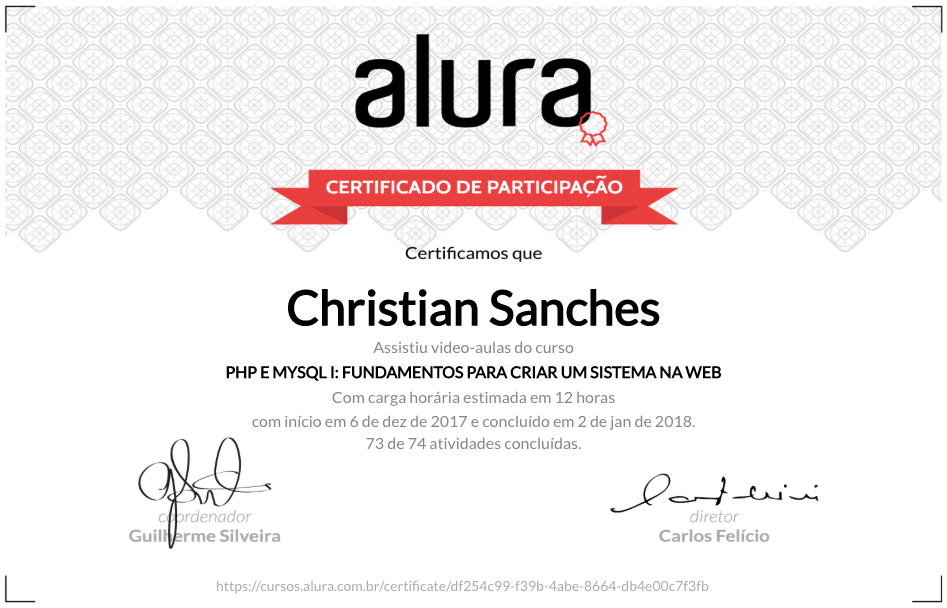 alura
CERTIFICADO DE PARTICIPAÇÃO
Certificamos que
Christian Sanches
Assistiu video-aulas do curso
PHP E MYSQL I: FUNDAMENTOS PARA CRIAR UM SISTEMA NA WEB
Com carga horária estimada em 12 horas
com início em 6 de dez de 2017 e concluído em 2 de jan de 2018.
73 de 74 atividades concluídas.
coordenador
Guilherme Silveira
diretor
Carlos Felício
https://cursos.alura.com.br/certificate/df254c99-f39b-4abe-8664-db4e00c7f3fb